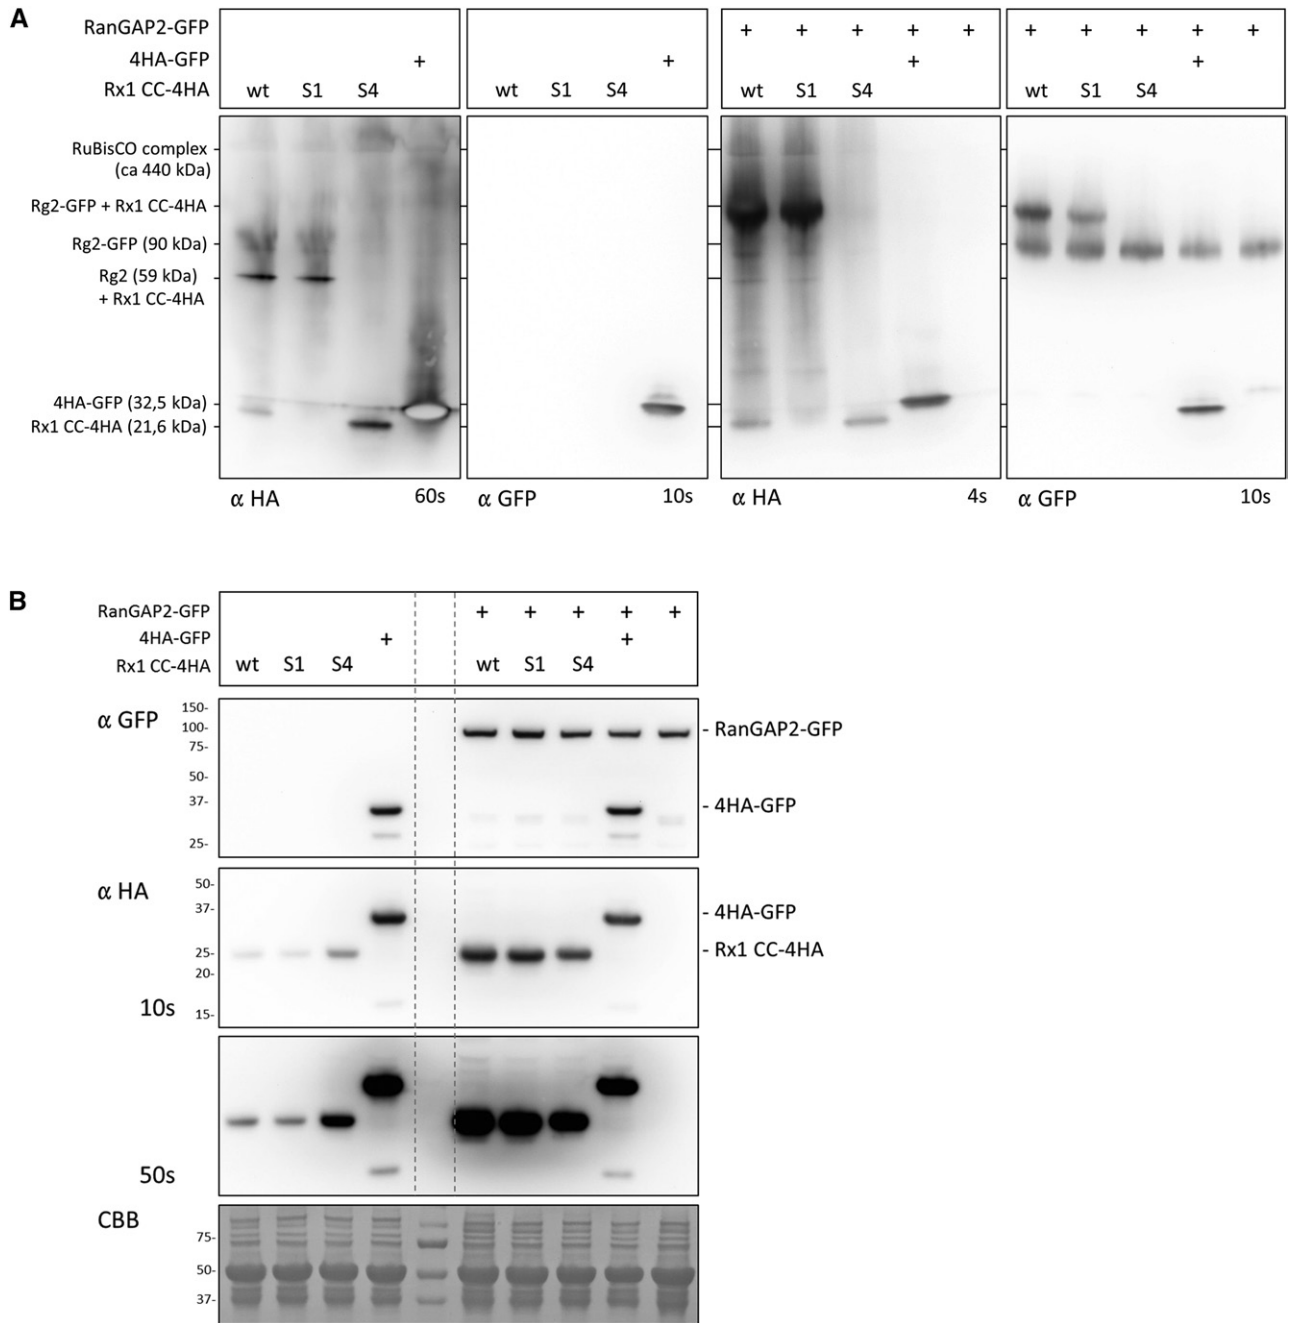 A
RanGAP2-GFP + + + + + + + + + +
4HA-GFP + + + +
Rx1 CC-4HA wt S1 S4 wt S1 S4 wt S1 S4 wt S1 S4
RuBisCO complex
(ca 440 kDa)
Rg2-GFP + Rx1 CC-4HA
Rg2-GFP (90 kDa)
Rg2 (59 kDa)
+ Rx1 CC-4HA
4HA-GFP (32,5 kDa)
Rx1 CC-4HA (21,6 kDa)
α HA 60s α GFP 10s α HA 4s α GFP 10s
B
RanGAP2-GFP + + + + +
4HA-GFP + +
Rx1 CC-4HA wt S1 S4 wt S1 S4
α GFP
150-
100-
75-
50-
37-
25-
- RanGAP2-GFP
- 4HA-GFP
α HA
50-
37-
25-
20-
15-
- 4HA-GFP
- Rx1 CC-4HA
10s
50s
CBB
75-
50-
37-